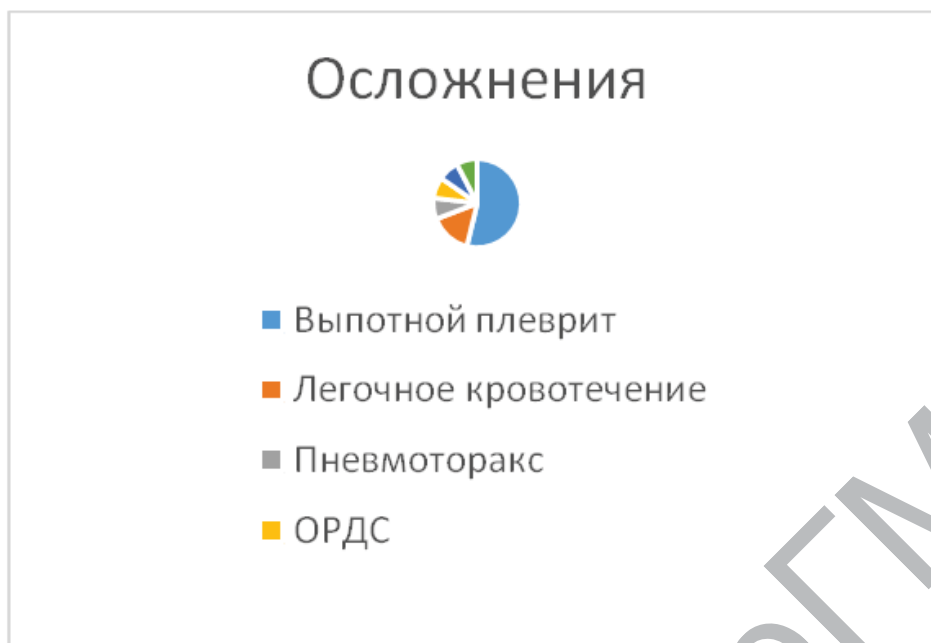 Осложнения
Выпотной плеврит
Легочное кровотечение
Пневмоторакс
ОРДС